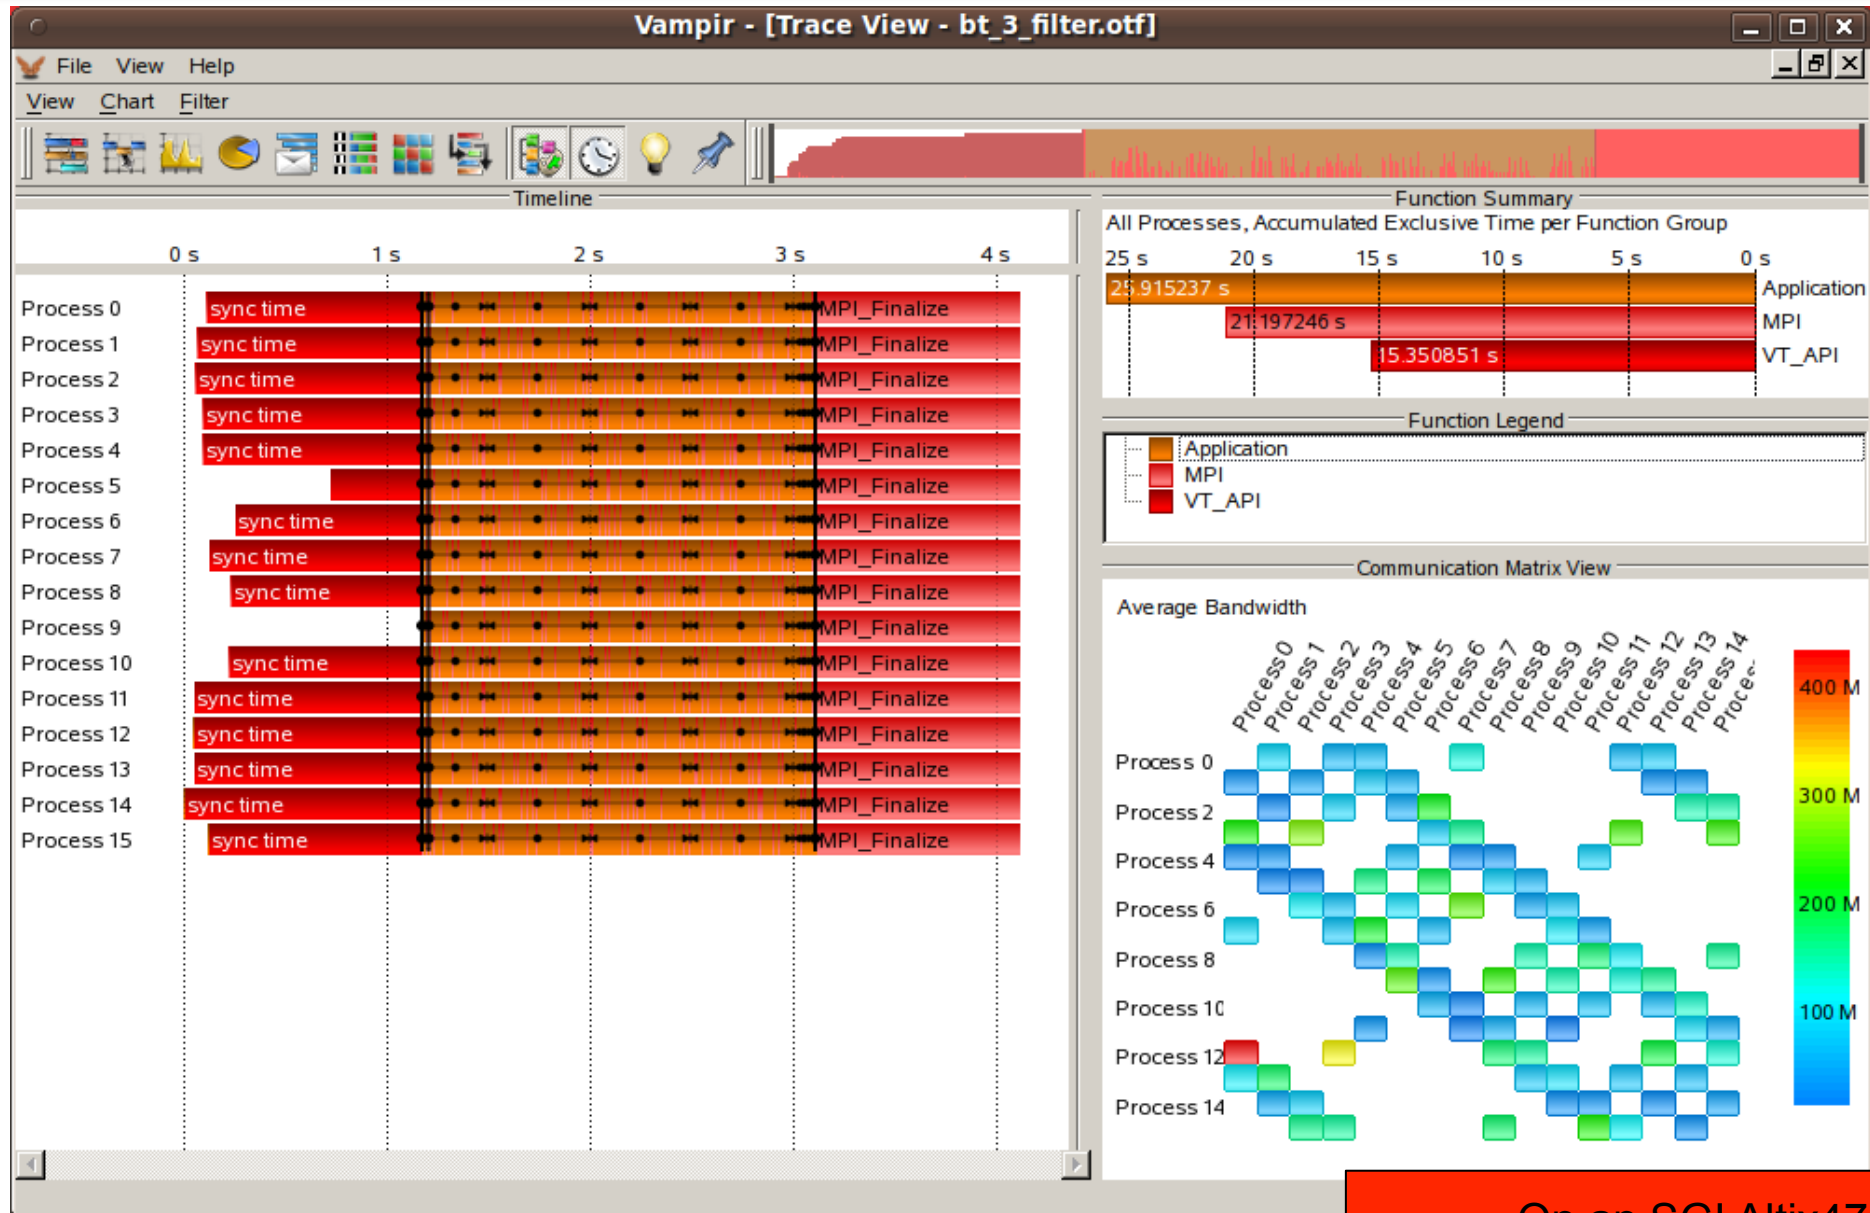 Vampir - [Trace View - bt_3_filter.otf]
File View Help
View Chart Filter
Timeline
0 s 1 s 2 s 3 s 4 s
Process 0 sync time MPI_Finalize
Process 1 sync time MPI_Finalize
Process 2 sync time MPI_Finalize
Process 3 sync time MPI_Finalize
Process 4 sync time MPI_Finalize
Process 5 MPI_Finalize
Process 6 sync time MPI_Finalize
Process 7 sync time MPI_Finalize
Process 8 sync time MPI_Finalize
Process 9 MPI_Finalize
Process 10 sync time MPI_Finalize
Process 11 sync time MPI_Finalize
Process 12 sync time MPI_Finalize
Process 13 sync time MPI_Finalize
Process 14 sync time MPI_Finalize
Process 15 sync time MPI_Finalize
Function Summary
All Processes, Accumulated Exclusive Time per Function Group
25 s 20 s 15 s 10 s 5 s 0 s
25.915237 s Application
21.197246 s MPI
15.350851 s VT_API
Function Legend
Application
MPI
VT_API
Communication Matrix View
Average Bandwidth
Process 0
Process 1
Process 2
Process 3
Process 4
Process 5
Process 6
Process 7
Process 8
Process 9
Process 10
Process 11
Process 12
Process 13
Process 14
Proces
400 M
300 M
200 M
100 M
Process 0
Process 2
Process 4
Process 6
Process 8
Process 10
Process 12
Process 14
On an SGI Altix47